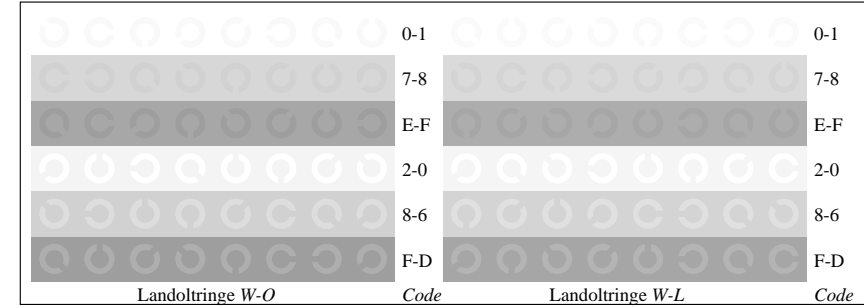 0-1 0-1
7-8 7-8
E-F E-F
2-0 2-0
8-6 8-6
F-D F-D
Landoltringe W-O Code Landoltringe W-L Code